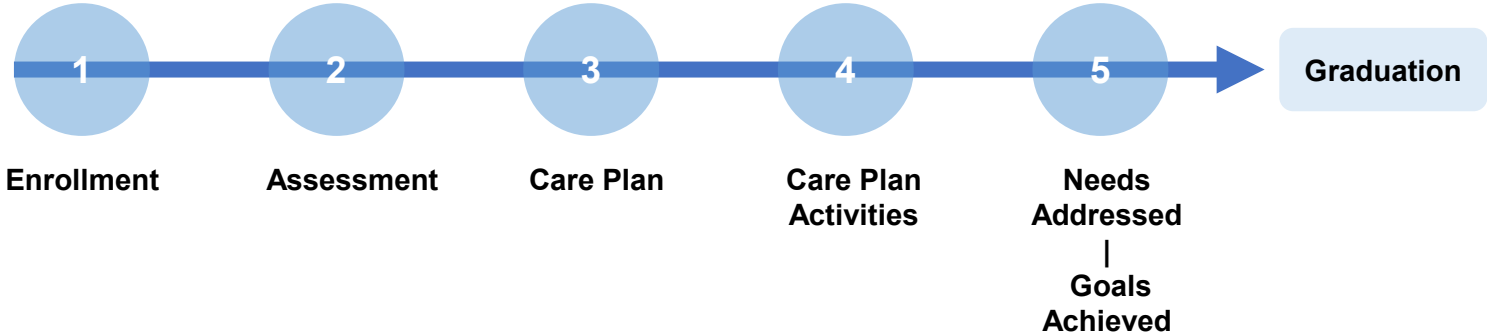 1
2
3
4
5
Graduation
Enrollment
Assessment
Care Plan
Care Plan
Activities
Needs
Addressed
|
Goals
Achieved